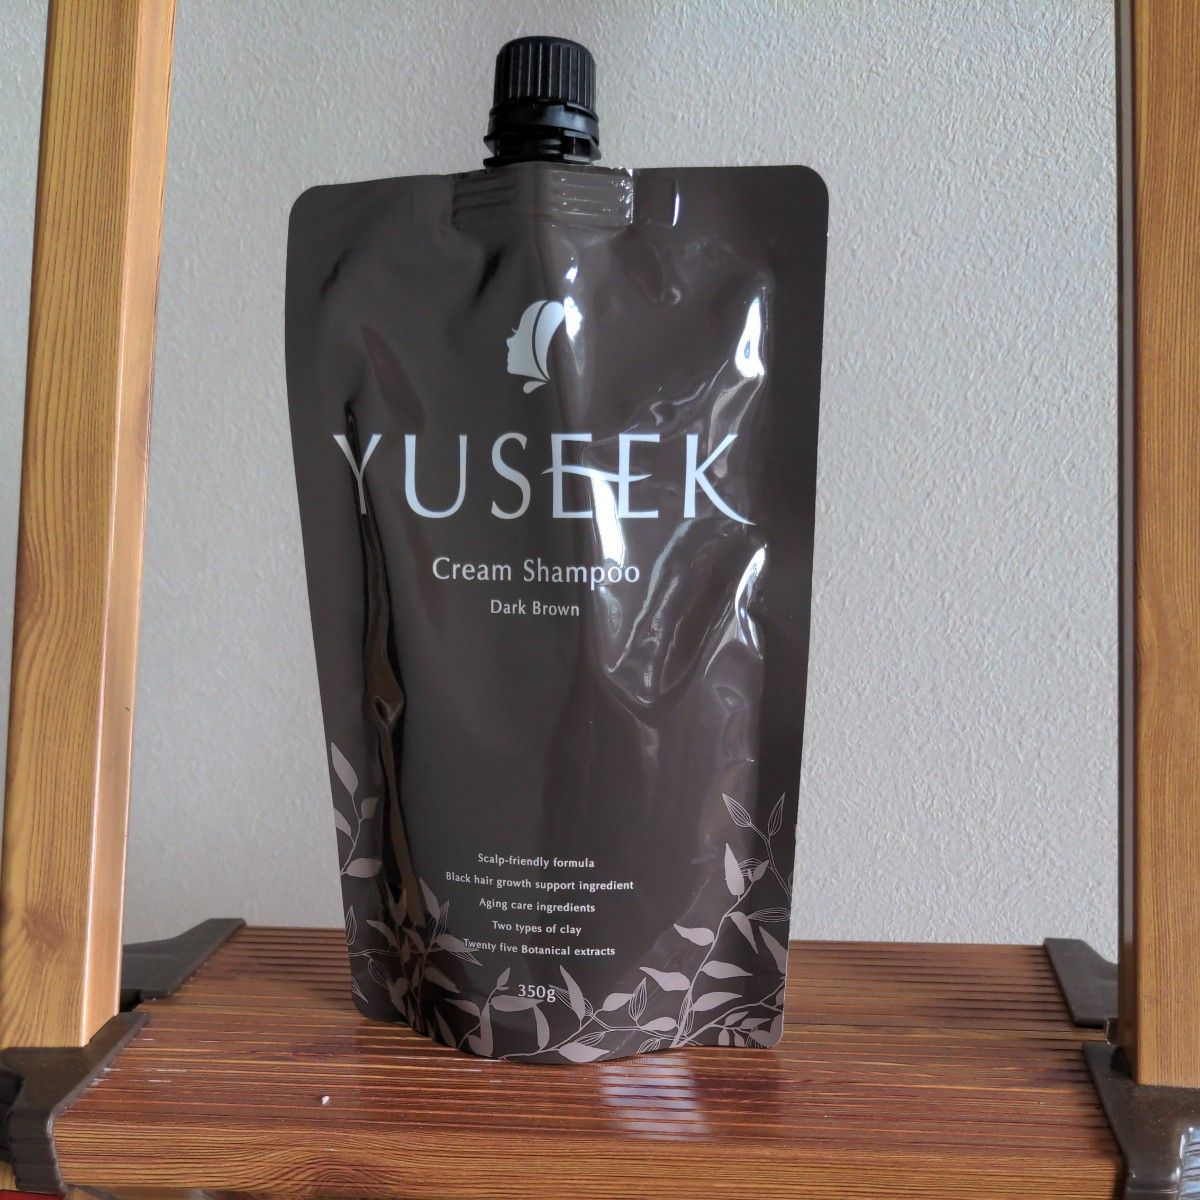 YUSEEK
Cream Shampoo
Dark Brown
Scalp-friendly formula
Black hair growth support ingredient
Aging care ingredients
Two types of clay
Twenty five Botanical extracts
350g